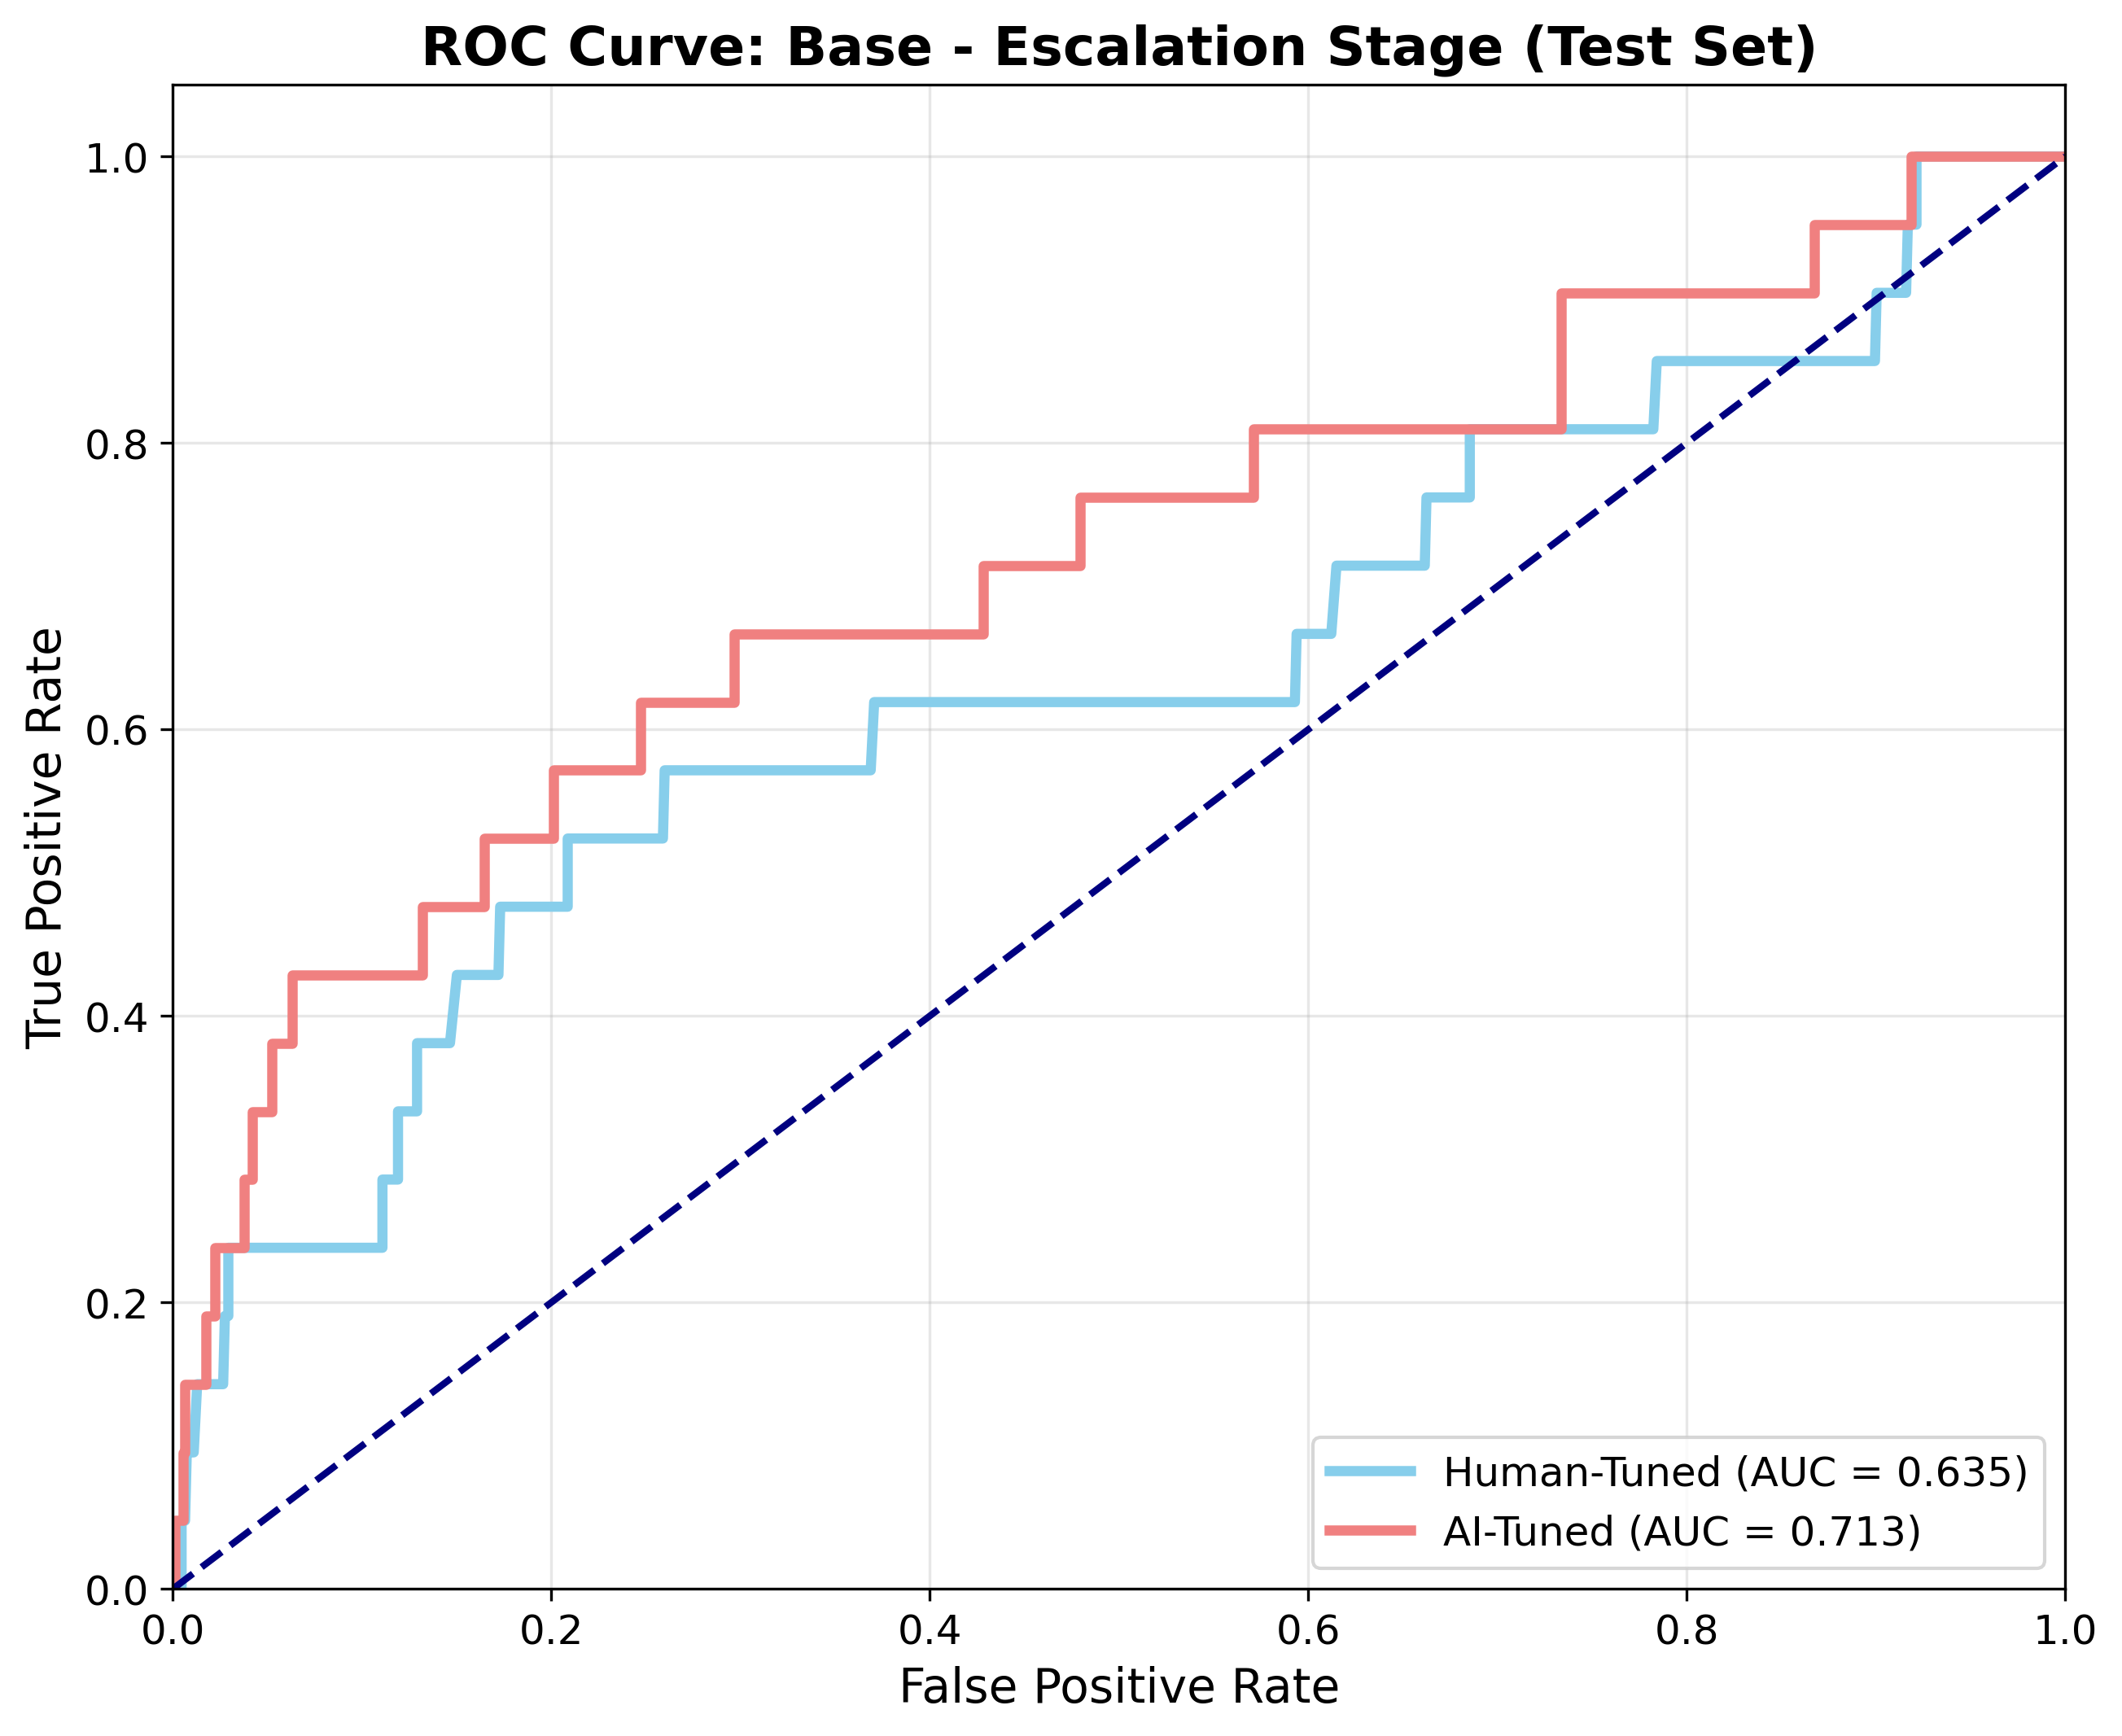 ROC Curve: Base - Escalation Stage (Test Set)
1.0
0.8
0.6
0.4
0.2
0.0
True Positive Rate
0.0 0.2 0.4 0.6 0.8 1.0
False Positive Rate
Human-Tuned (AUC = 0.635)
AI-Tuned (AUC = 0.713)